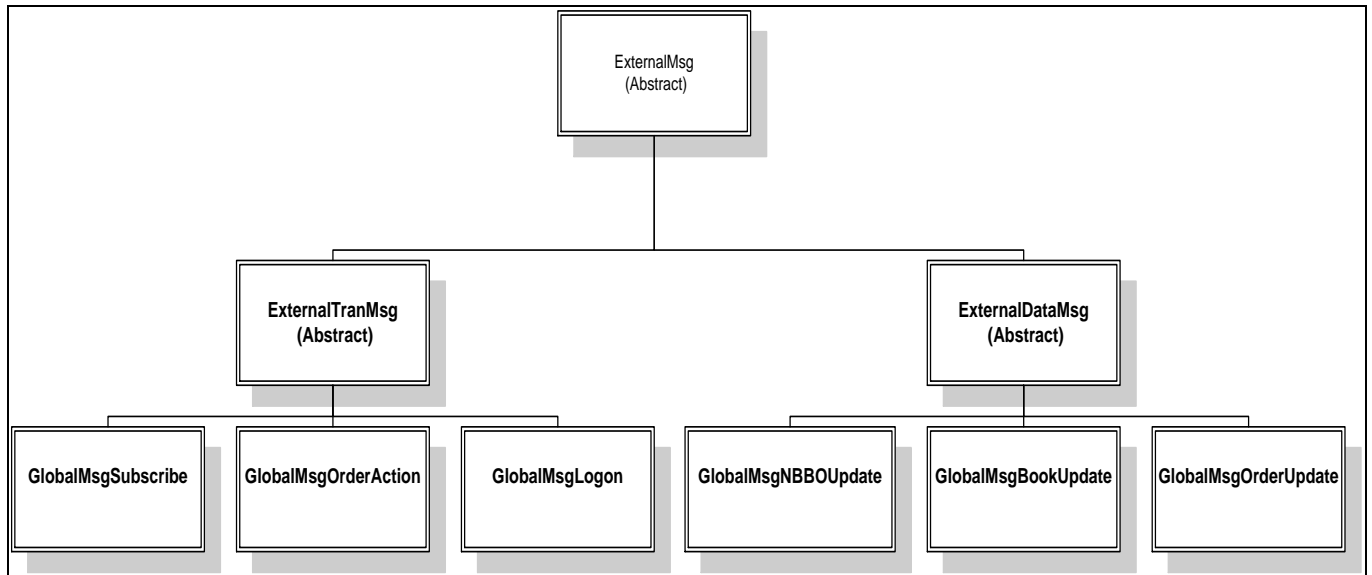 ExternalMsg
(Abstract)
ExternalTranMsg
(Abstract)
ExternalDataMsg
(Abstract)
GlobalMsgSubscribe
GlobalMsgOrderAction
GlobalMsgLogon
GlobalMsgNBBOUpdate
GlobalMsgBookUpdate
GlobalMsgOrderUpdate